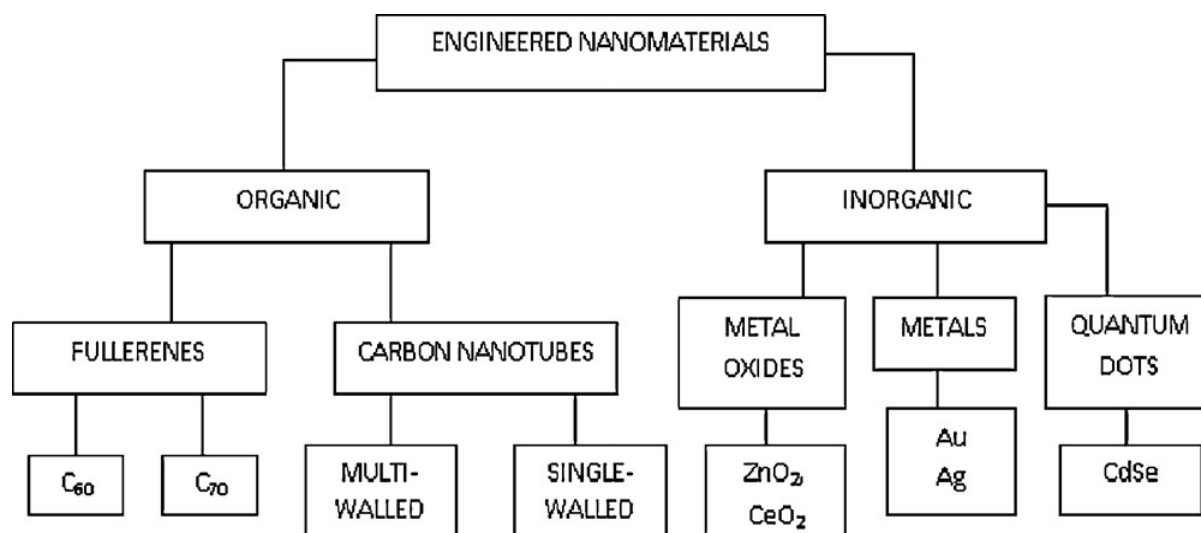 ENGINEERED NANOMATERIALS
ORGANIC
INORGANIC
FULLERENES
CARBON NANOTUBES
METAL
OXIDES
METALS
QUANTUM
DOTS
C₆₀
C₇₀
MULTI-
WALLED
SINGLE-
WALLED
ZnO₂,
CeO₂
Au
Ag
CdSe